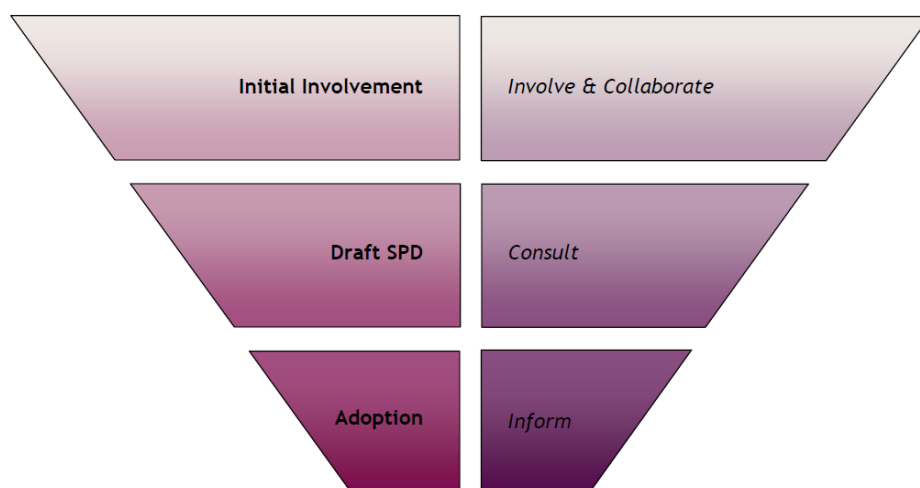 Initial Involvement
Involve & Collaborate
Draft SPD
Consult
Adoption
Inform